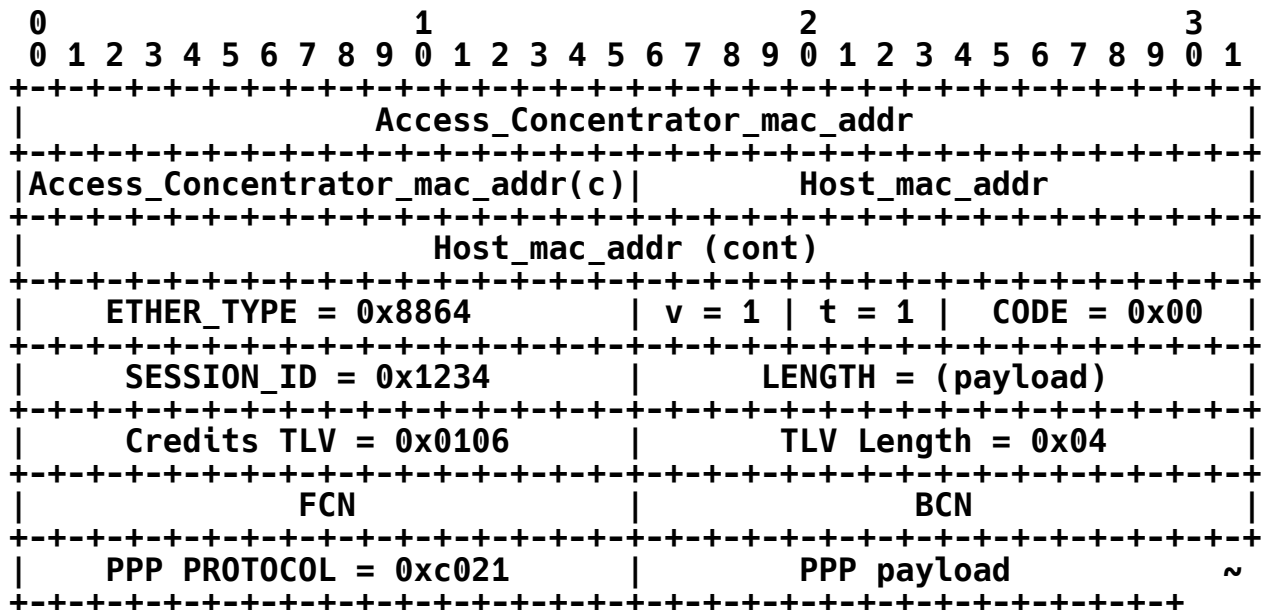 0                   1                   2                   3
 0 1 2 3 4 5 6 7 8 9 0 1 2 3 4 5 6 7 8 9 0 1 2 3 4 5 6 7 8 9 0 1
+-+-+-+-+-+-+-+-+-+-+-+-+-+-+-+-+-+-+-+-+-+-+-+-+-+-+-+-+-+-+-+-+
|                  Access_Concentrator_mac_addr                 |
+-+-+-+-+-+-+-+-+-+-+-+-+-+-+-+-+-+-+-+-+-+-+-+-+-+-+-+-+-+-+-+-+
|Access_Concentrator_mac_addr(c)|        Host_mac_addr          |
+-+-+-+-+-+-+-+-+-+-+-+-+-+-+-+-+-+-+-+-+-+-+-+-+-+-+-+-+-+-+-+-+
|                     Host_mac_addr (cont)                      |
+-+-+-+-+-+-+-+-+-+-+-+-+-+-+-+-+-+-+-+-+-+-+-+-+-+-+-+-+-+-+-+-+
|    ETHER_TYPE = 0x8864        | v = 1 | t = 1 |  CODE = 0x00  |
+-+-+-+-+-+-+-+-+-+-+-+-+-+-+-+-+-+-+-+-+-+-+-+-+-+-+-+-+-+-+-+-+
|     SESSION_ID = 0x1234       |      LENGTH = (payload)       |
+-+-+-+-+-+-+-+-+-+-+-+-+-+-+-+-+-+-+-+-+-+-+-+-+-+-+-+-+-+-+-+-+
|     Credits TLV = 0x0106      |       TLV Length = 0x04       |
+-+-+-+-+-+-+-+-+-+-+-+-+-+-+-+-+-+-+-+-+-+-+-+-+-+-+-+-+-+-+-+-+
|              FCN              |              BCN              |
+-+-+-+-+-+-+-+-+-+-+-+-+-+-+-+-+-+-+-+-+-+-+-+-+-+-+-+-+-+-+-+-+
|    PPP PROTOCOL = 0xc021      |        PPP payload           ~
+-+-+-+-+-+-+-+-+-+-+-+-+-+-+-+-+-+-+-+-+-+-+-+-+-+-+-+-+-+-+